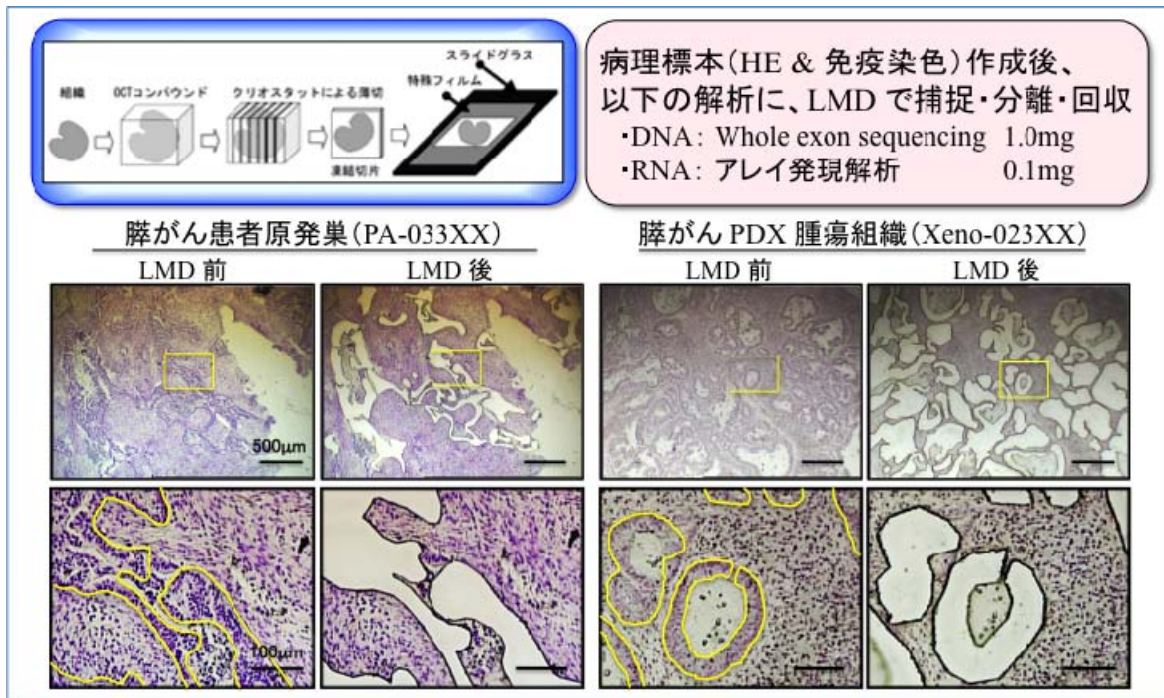 スライドグラス
特殊フィルム
組織
OCTコンパウンド
クリオスタットによる薄切
凍結切片
病理標本(HE & 免疫染色)作成後、
以下の解析に、LMD で捕捉・分離・回収
・DNA: Whole exon sequencing 1.0mg
・RNA: アレイ発現解析 0.1mg
膵がん患者原発巣(PA-033XX)
LMD 前
LMD 後
膵がん PDX 腫瘍組織(Xeno-023XX)
LMD 前
LMD 後
500μm
100μm